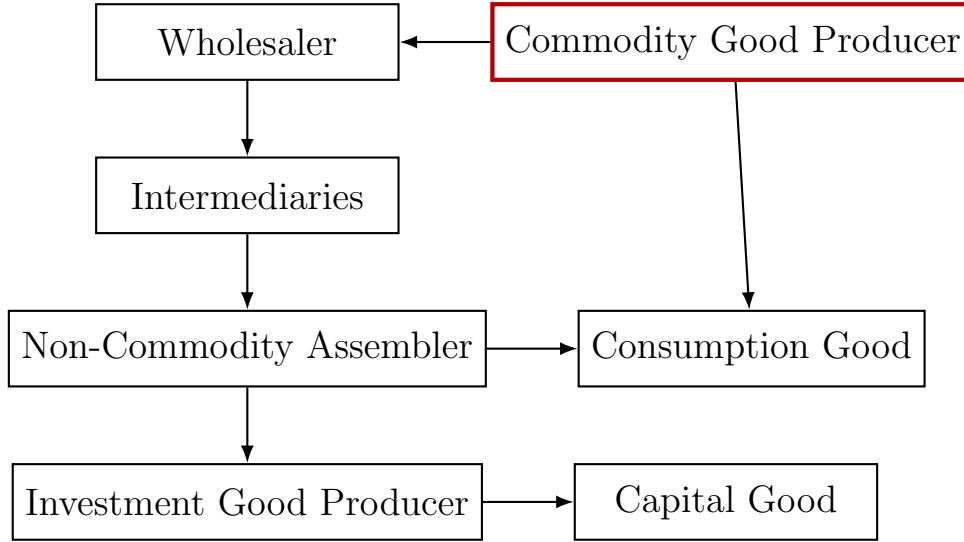 Wholesaler
Commodity Good Producer
Intermediaries
Non-Commodity Assembler
Consumption Good
Investment Good Producer
Capital Good